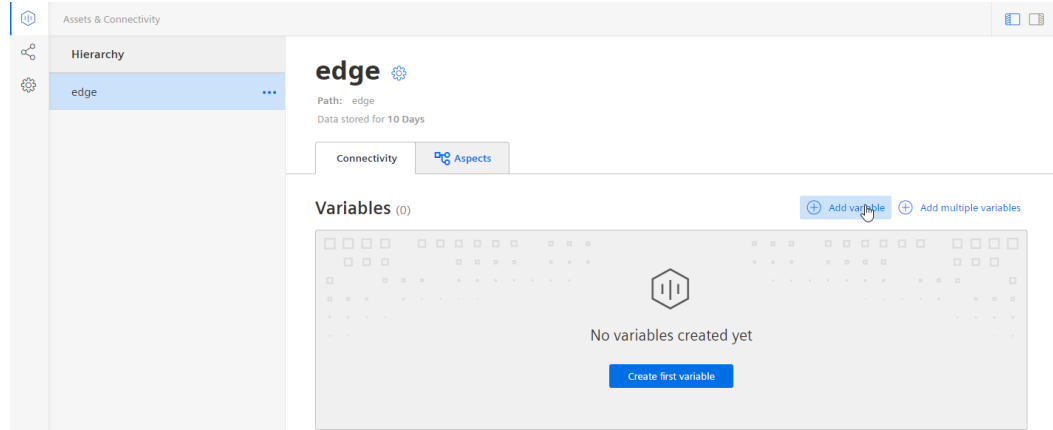 Assets & Connectivity
Hierarchy
edge
edge
Path: edge
Data stored for 10 Days
Connectivity
Aspects
Variables (0)
Add variable
Add multiple variables
No variables created yet
Create first variable